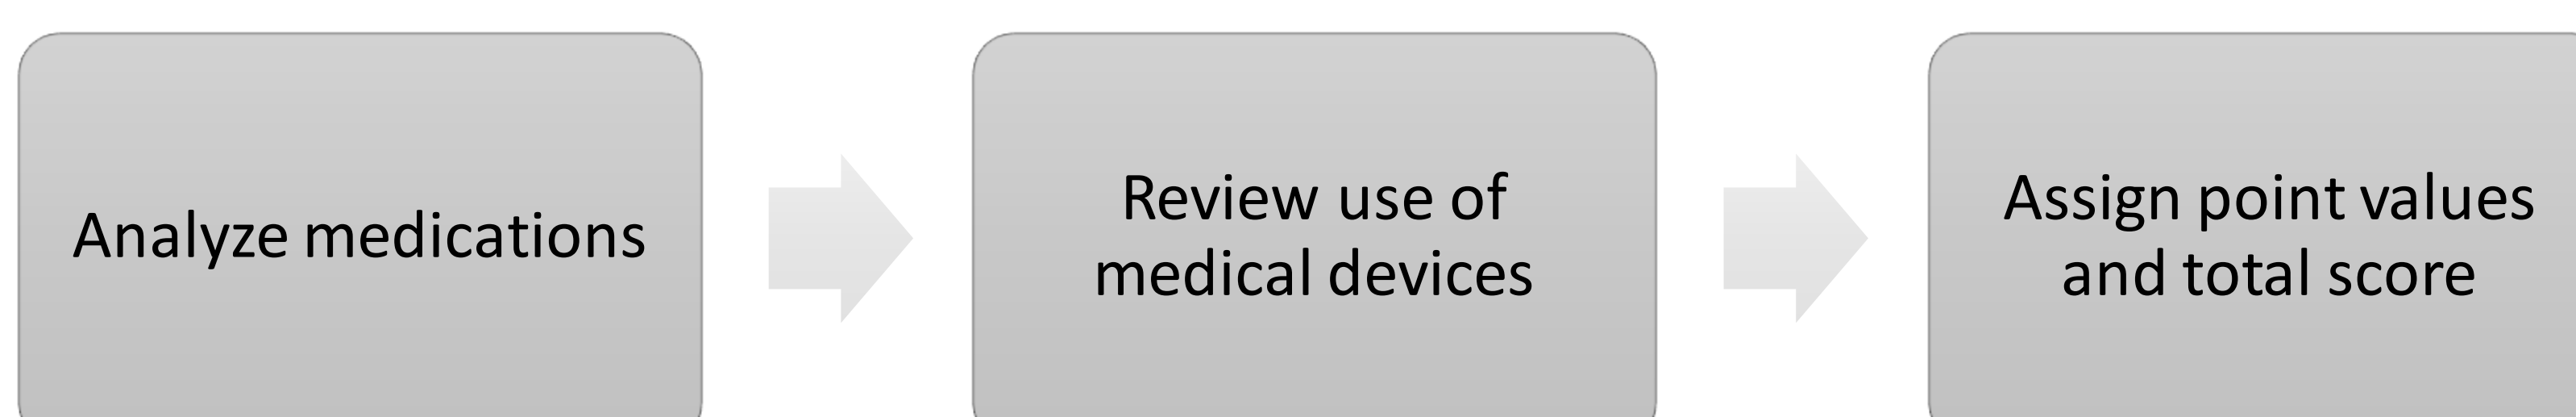 Analyze medications
Review use of
medical devices
Assign point values
and total score